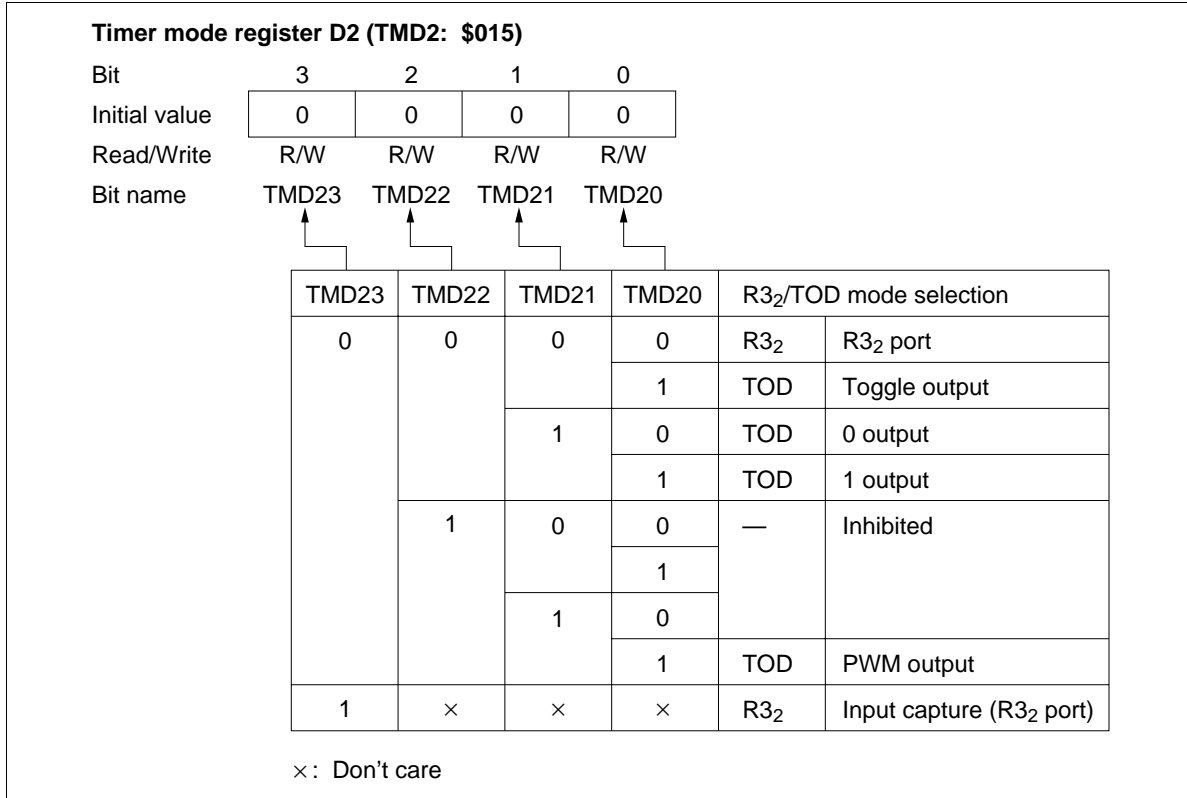 Timer mode register D2 (TMD2: $015)
Bit 3 2 1 0
Initial value 0 0 0 0
Read/Write R/W R/W R/W R/W
Bit name TMD23 TMD22 TMD21 TMD20
TMD23 TMD22 TMD21 TMD20 R3₂/TOD mode selection
0 0 0 0 R3₂ R3₂ port
1 TOD Toggle output
1 0 TOD 0 output
1 TOD 1 output
1 0 0 — Inhibited
1
1 0
1 TOD PWM output
1 × × × R3₂ Input capture (R3₂ port)
×: Don't care